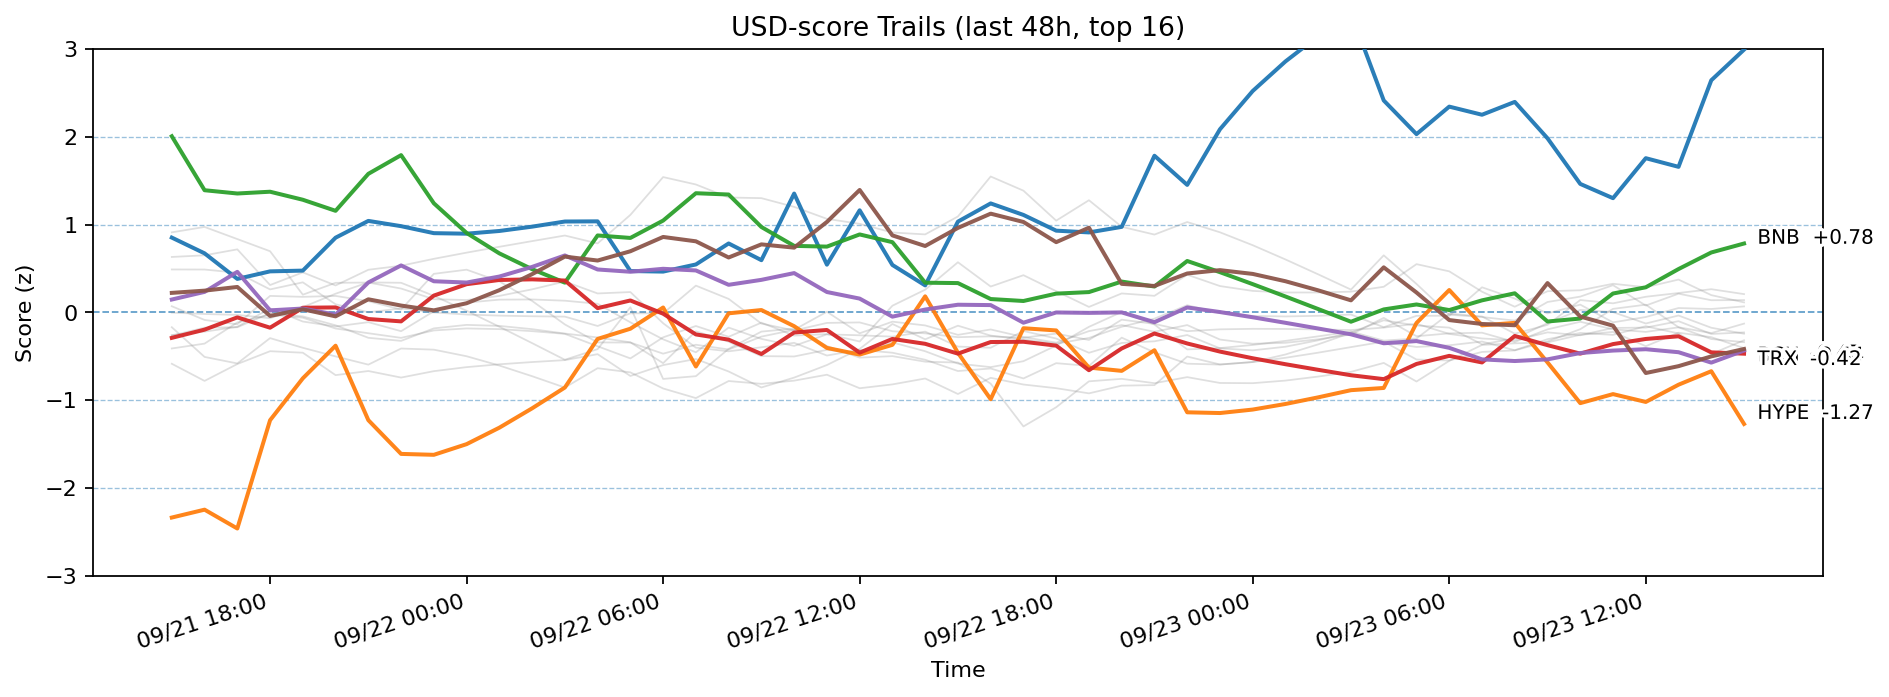 USD-score Trails (last 48h, top 16)
3
2
1
0
−1
−2
−3
Score (z)
BNB +0.78
TRX -0.42
HYPE -1.27
09/21 18:00
09/22 00:00
09/22 06:00
09/22 12:00
09/22 18:00
09/23 00:00
09/23 06:00
09/23 12:00
Time